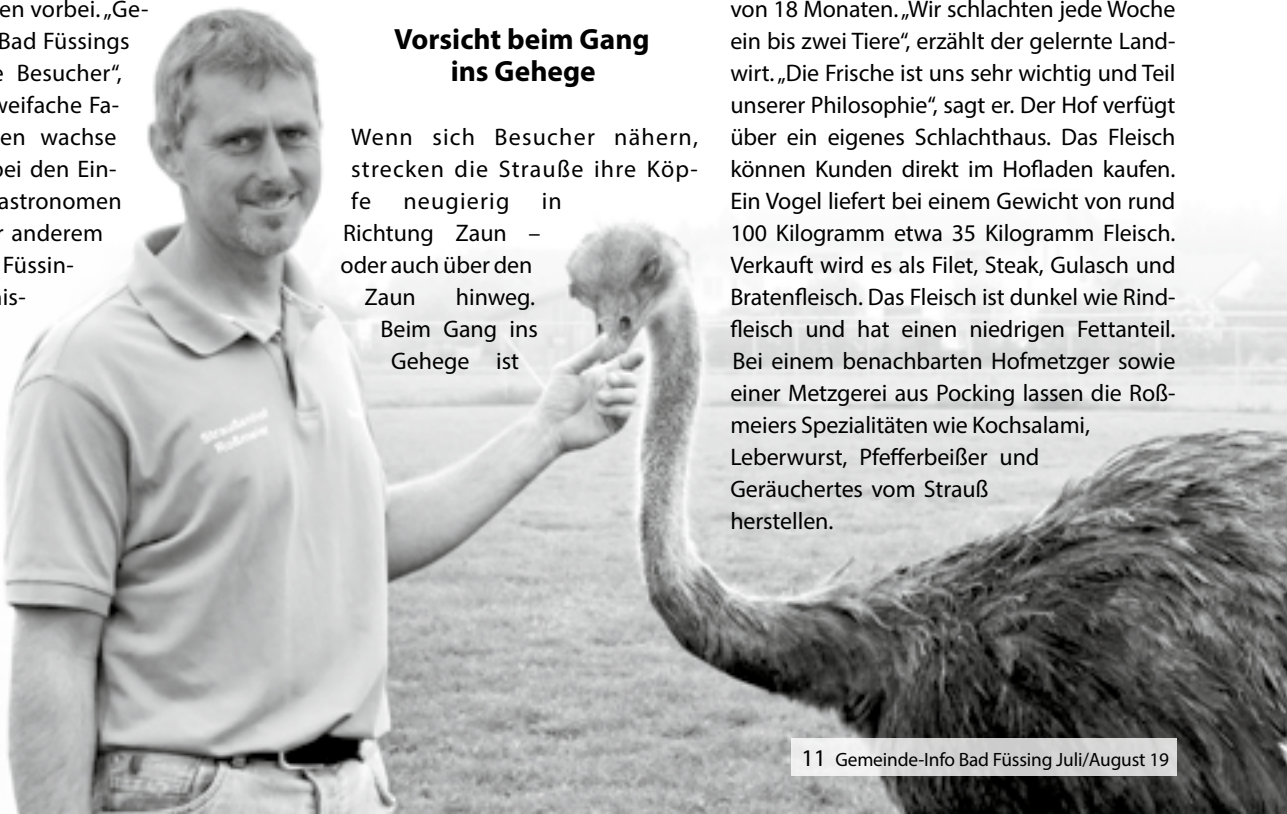 en vorbei. „Ge-
Bad Füssings
e Besucher“,
weifache Fa-
en wachse
bei den Ein-
astronomen
r anderem
Füssin-
is-
Vorsicht beim Gang
ins Gehege
Wenn sich Besucher nähern,
strecken die Strauße ihre Köp-
fe neugierig in
Richtung Zaun –
oder auch über den
Zaun hinweg.
Beim Gang ins
Gehege ist
von 18 Monaten. „Wir schlachten jede Woche
ein bis zwei Tiere“, erzählt der gelernte Land-
wirt. „Die Frische ist uns sehr wichtig und Teil
unserer Philosophie“, sagt er. Der Hof verfügt
über ein eigenes Schlachthaus. Das Fleisch
können Kunden direkt im Hofladen kaufen.
Ein Vogel liefert bei einem Gewicht von rund
100 Kilogramm etwa 35 Kilogramm Fleisch.
Verkauft wird es als Filet, Steak, Gulasch und
Bratenfleisch. Das Fleisch ist dunkel wie Rind-
fleisch und hat einen niedrigen Fettanteil.
Bei einem benachbarten Hofmetzger sowie
einer Metzgerei aus Pocking lassen die Roß-
meiers Spezialitäten wie Kochsalami,
Leberwurst, Pfefferbeißer und
Geräuchertes vom Strauß
herstellen.
Straußenhof
Roßmeier
11 Gemeinde-Info Bad Füssing Juli/August 19